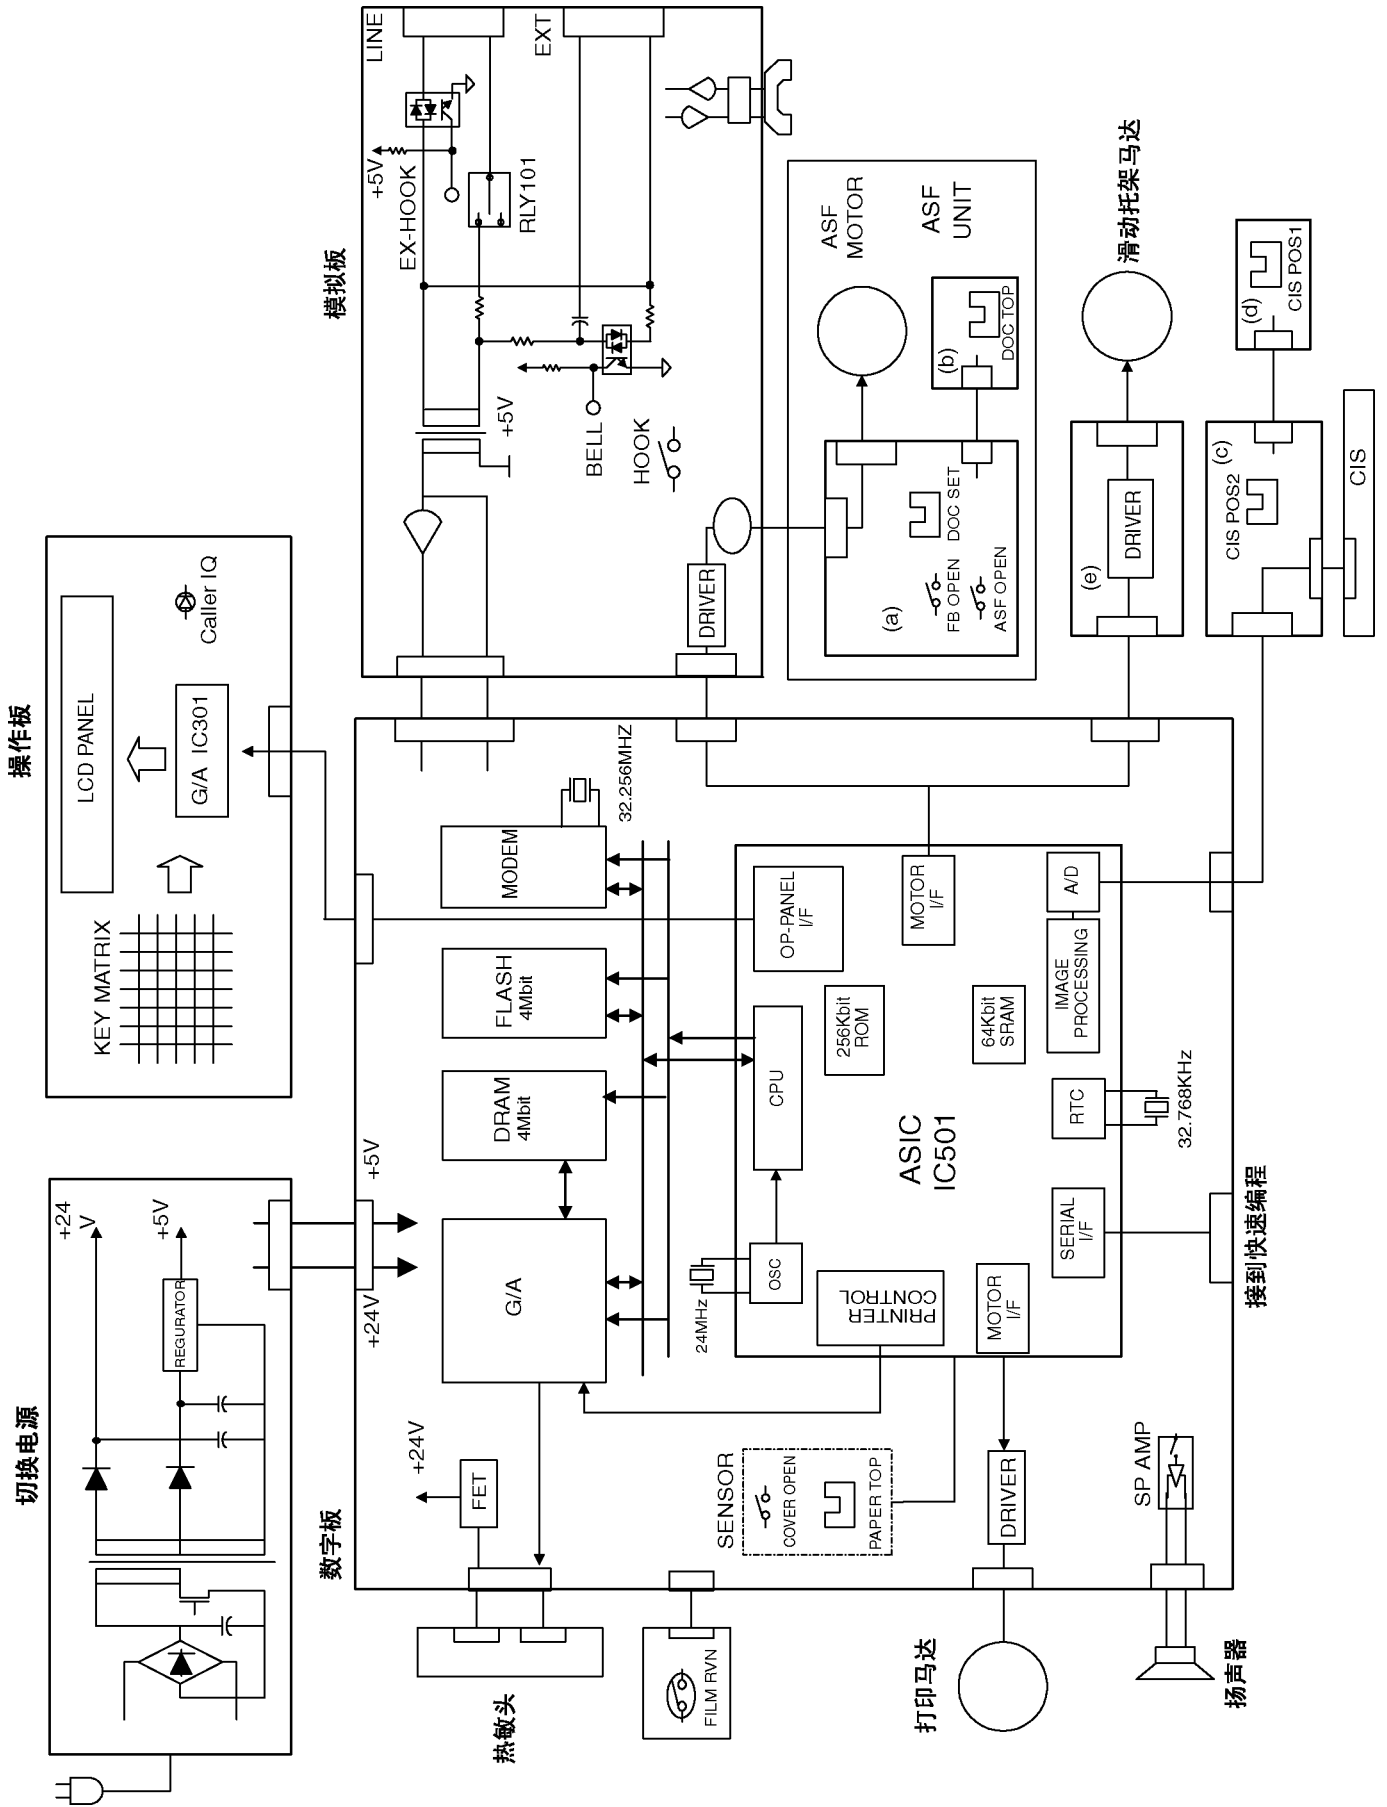 切换电源
+24
V
+5V
REGURATOR
操作板
KEY MATRIX
LCD PANEL
G/A IC301
Caller IQ
数字板
+24V
+5V
热敏头
FET
+24V
G/A
DRAM
4Mbit
FLASH
4Mbit
MODEM
32.256MHZ
FILM RVN
SENSOR
COVER OPEN
PAPER TOP
24MHz
OSC
CPU
OP-PANEL
I/F
PRINTER
CONTROL
256Kbit
ROM
ASIC
IC501
MOTOR
I/F
64Kbit
SRAM
MOTOR
I/F
SERIAL
I/F
RTC
32.768KHz
IMAGE
PROCESSING
A/D
打印马达
DRIVER
SP AMP
扬声器
接到快速编程
模拟板
LINE
EXT
+5V
EX-HOOK
RLY101
+5V
BELL
HOOK
DRIVER
ASF
MOTOR
ASF
UNIT
(a)
FB OPEN
ASF OPEN
DOC SET
(b)
DOC TOP
滑动托架马达
(e)
DRIVER
CIS POS2
(c)
(d)
CIS POS1
CIS